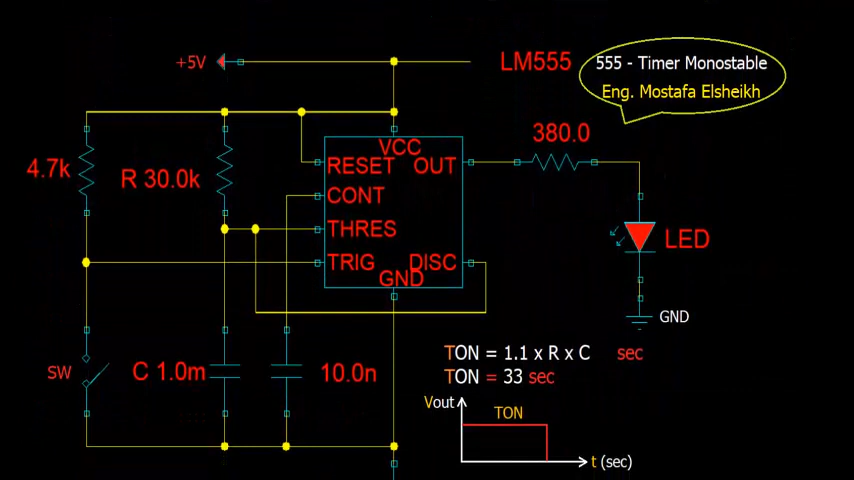 +5V
LM555
555 - Timer Monostable
Eng. Mostafa Elsheikh
380.0
4.7k
R 30.0k
VCC
RESET OUT
CONT
THRES
TRIG DISC
GND
LED
GND
SW
C 1.0m
10.0n
TON = 1.1 x R x C sec
TON = 33 sec
Vout
TON
t (sec)